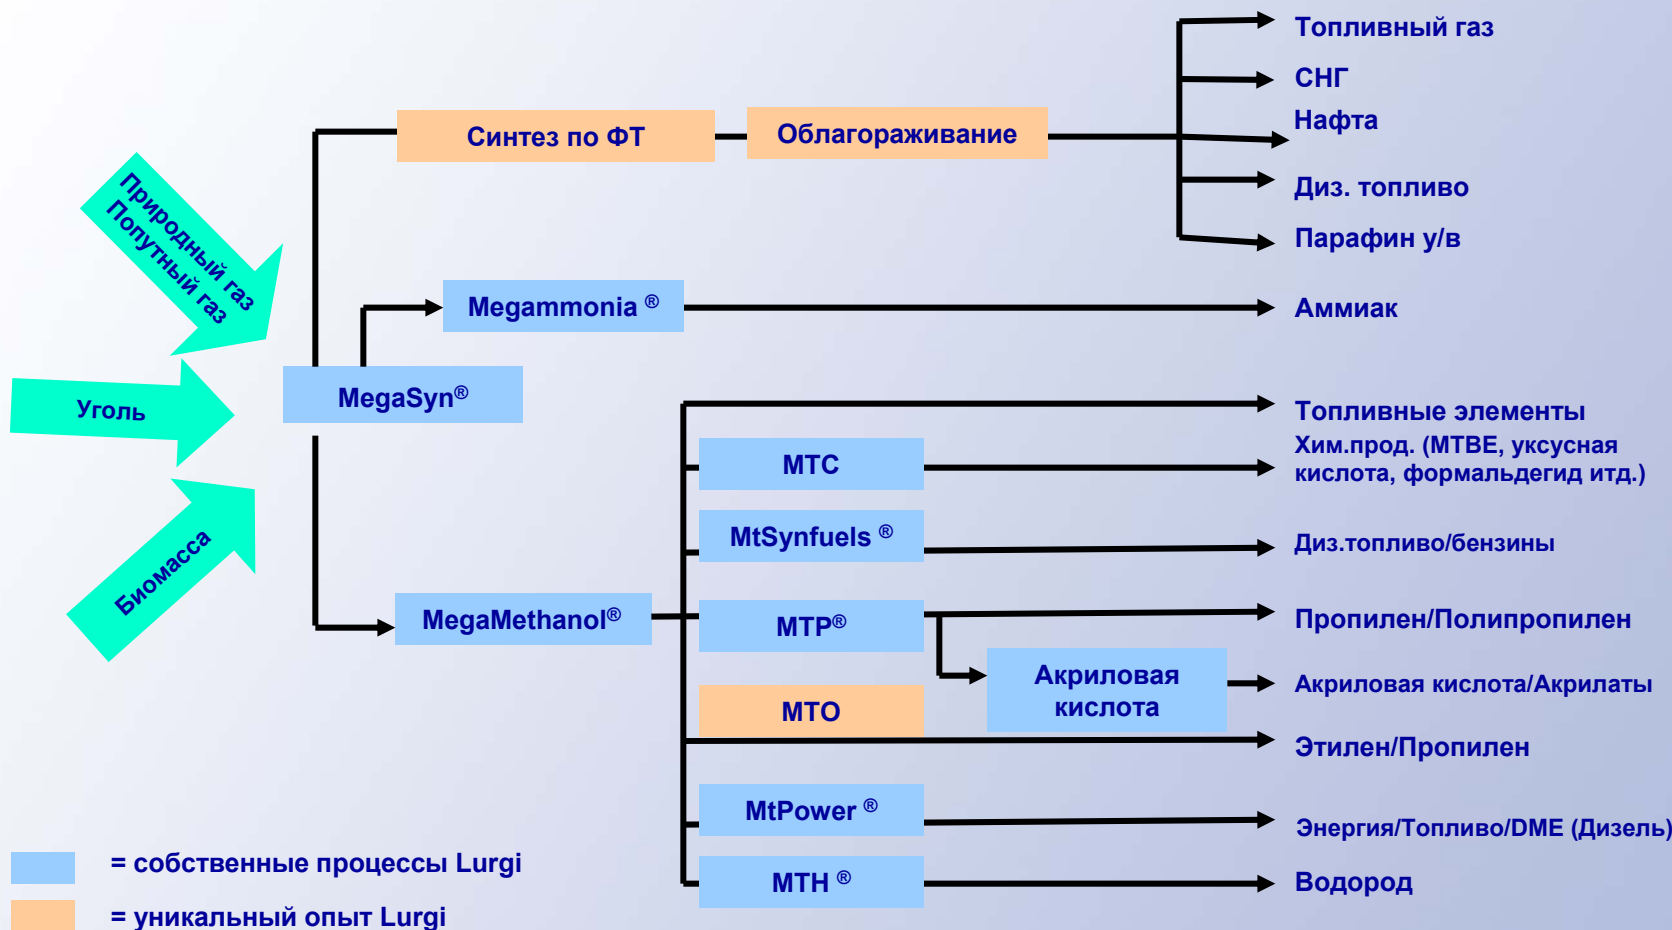 Топливный газ
СНГ
Нафта
Диз. топливо
Парафин у/в
Синтез по ФТ
Облагораживание
Природный газ
Попутный газ
Уголь
Биомасса
Megammonia ®
Аммиак
MegaSyn®
MegaMethanol®
Топливные элементы
МТС
Хим.прод. (МТВЕ, уксусная
кислота, формальдегид итд.)
MtSynfuels ®
Диз.топливо/бензины
MTP®
Пропилен/Полипропилен
Акриловая
кислота
Акриловая кислота/Акрилаты
МТО
Этилен/Пропилен
MtPower ®
Энергия/Топливо/DME (Дизель)
МТН ®
Водород
= собственные процессы Lurgi
= уникальный опыт Lurgi